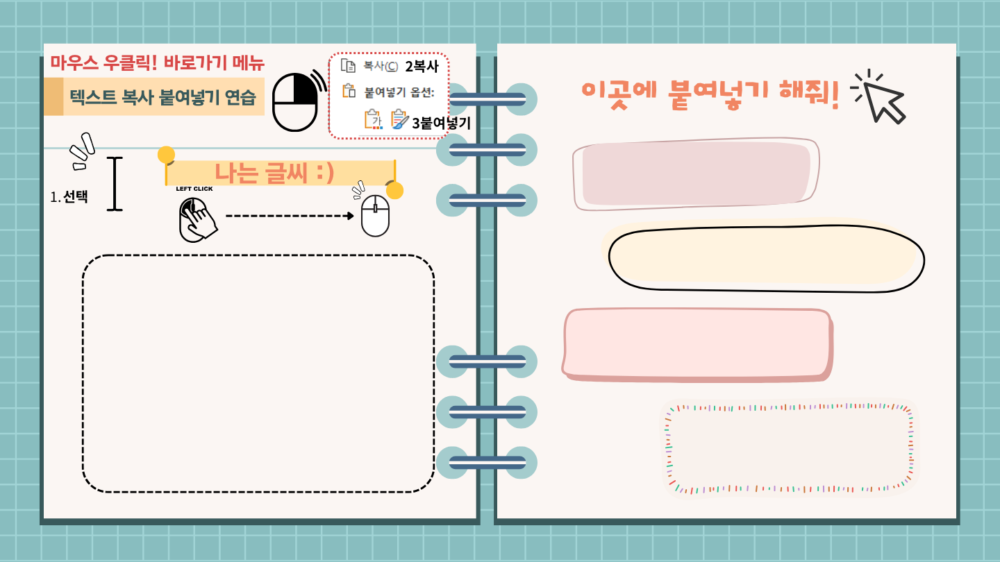 마우스 우클릭! 바로가기 메뉴
텍스트 복사 붙여넣기 연습
복사(C) 2복사
붙여넣기 옵션:
가
3붙여넣기
나는 글씨 :)
LEFT CLICK
1. 선택
이곳에 붙여넣기 해줘!